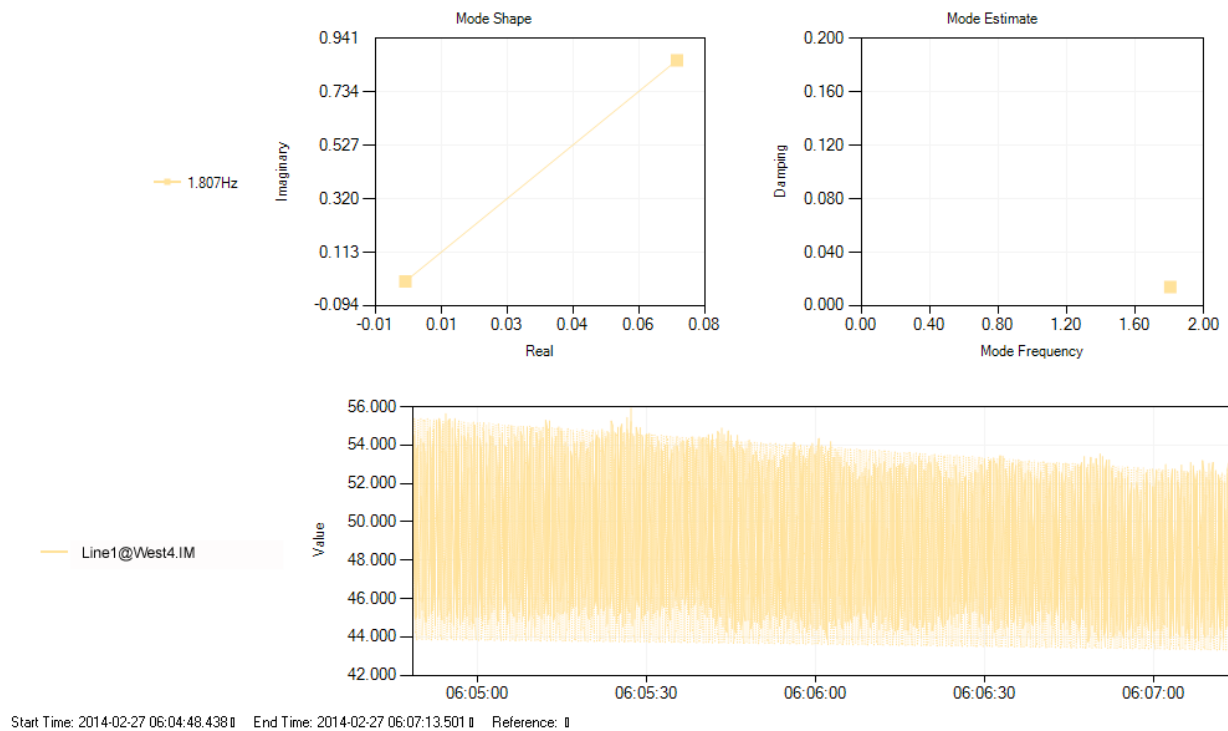 Mode Shape
Mode Estimate
0.941
0.734
0.527
0.320
0.113
-0.094
Imaginary
-0.01 0.01 0.03 0.04 0.06 0.08
Real
1.807Hz
0.200
0.160
0.120
0.080
0.040
0.000
Damping
0.00 0.40 0.80 1.20 1.60 2.00
Mode Frequency
56.000
54.000
52.000
50.000
48.000
46.000
44.000
42.000
Value
Line1@West4.IM
06:05:00 06:05:30 06:06:00 06:06:30 06:07:00
Start Time: 2014-02-27 06:04:48.438 End Time: 2014-02-27 06:07:13.501 Reference: